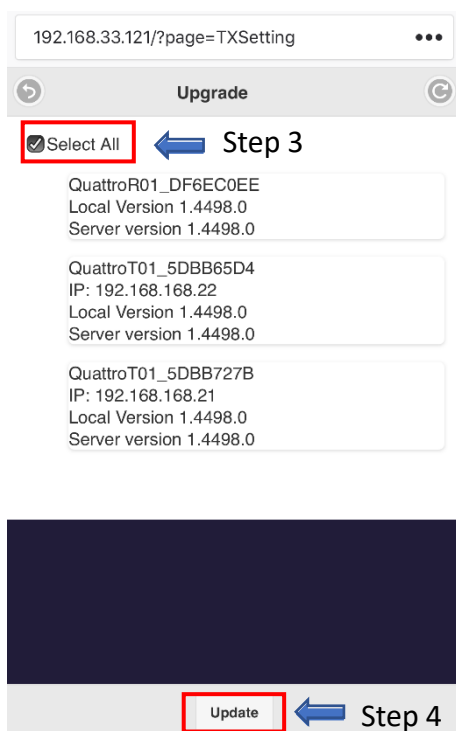 192.168.33.121/?page=TXSetting
Upgrade
Select All
Step 3
QuattroR01_DF6EC0EE
Local Version 1.4498.0
Server version 1.4498.0
QuattroT01_5DBB65D4
IP: 192.168.168.22
Local Version 1.4498.0
Server version 1.4498.0
QuattroT01_5DBB727B
IP: 192.168.168.21
Local Version 1.4498.0
Server version 1.4498.0
Update
Step 4